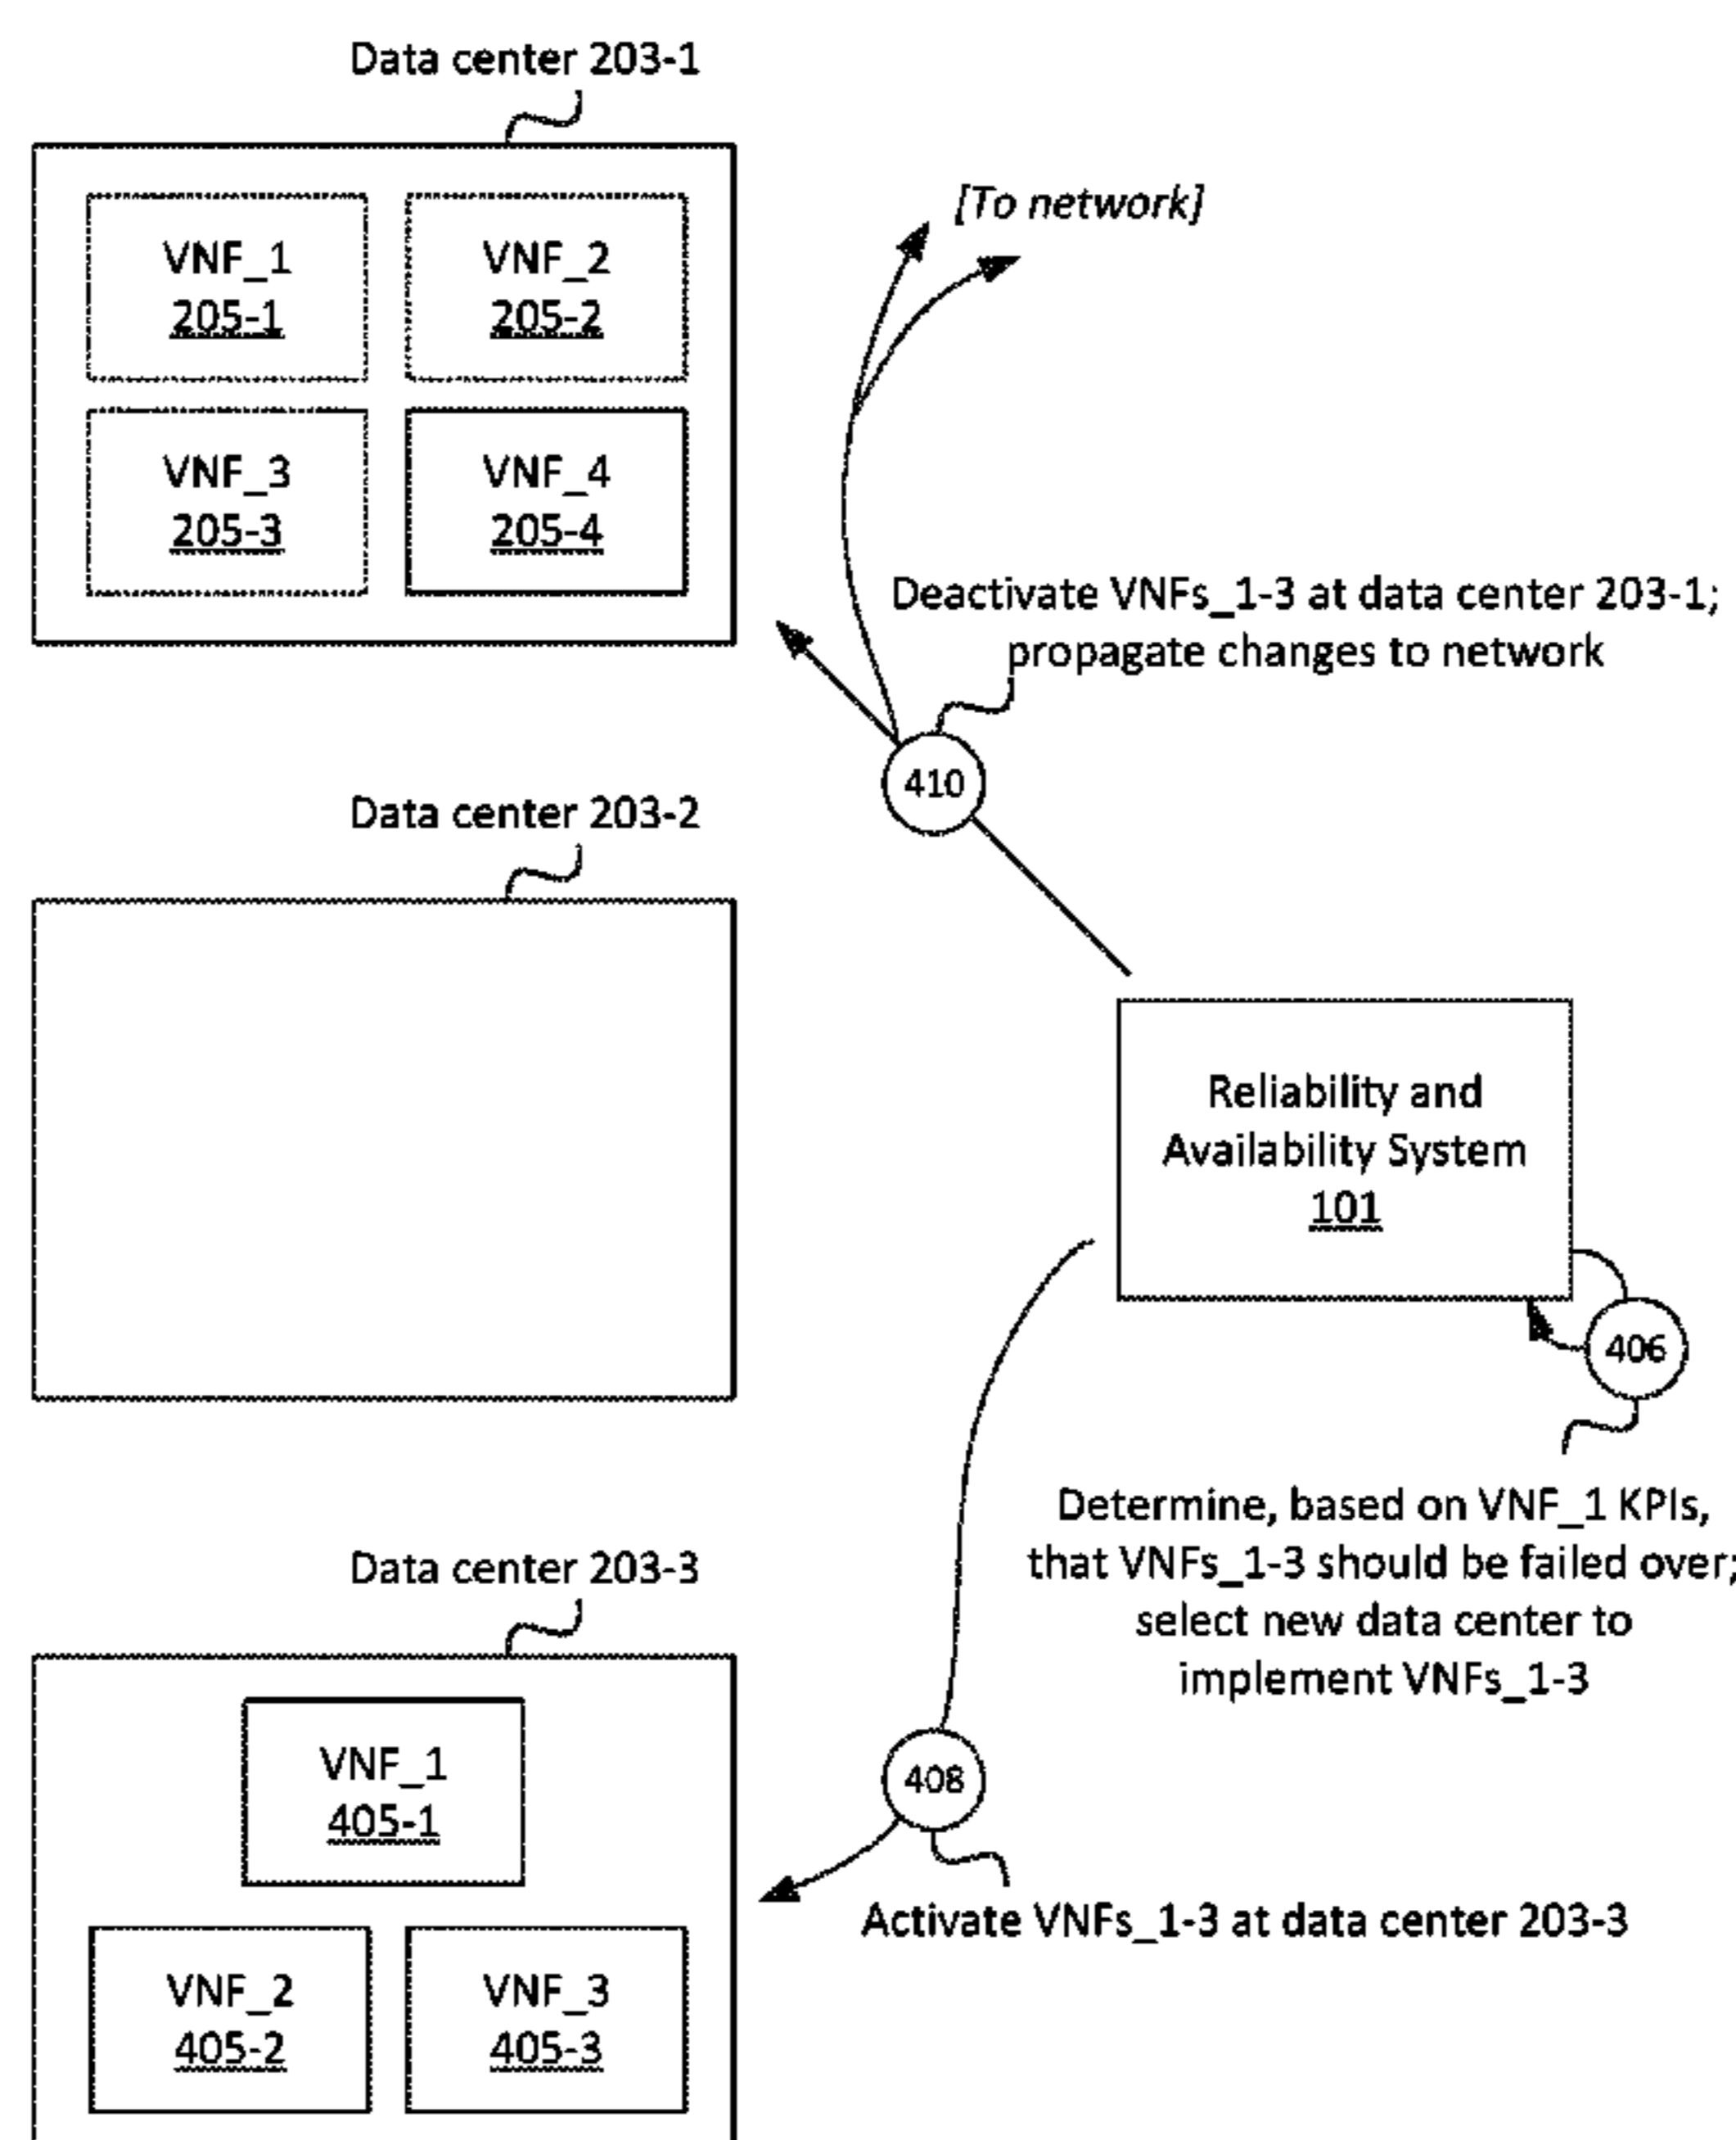 Data center 203-1
VNF_1
205-1
VNF_2
205-2
VNF_3
205-3
VNF_4
205-4
[To network]
Deactivate VNFs_1-3 at data center 203-1;
propagate changes to network
410
Data center 203-2
Reliability and
Availability System
101
406
Determine, based on VNF_1 KPIs,
that VNFs_1-3 should be failed over;
select new data center to
implement VNFs_1-3
Data center 203-3
VNF_1
405-1
VNF_2
405-2
VNF_3
405-3
408
Activate VNFs_1-3 at data center 203-3